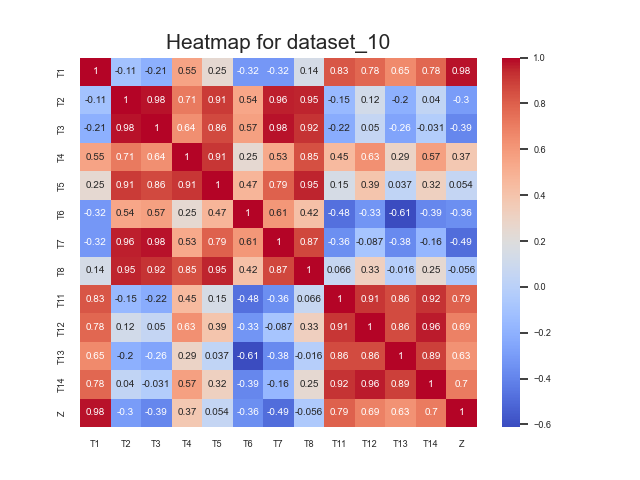 Heatmap for dataset_10
T1 1 -0.11 -0.21 0.55 0.25 -0.32 -0.32 0.14 0.83 0.78 0.65 0.78 0.98
T2 -0.11 1 0.98 0.71 0.91 0.54 0.96 0.95 -0.15 0.12 -0.2 0.04 -0.3
T3 -0.21 0.98 1 0.64 0.86 0.57 0.98 0.92 -0.22 0.05 -0.26 -0.031 -0.39
T4 0.55 0.71 0.64 1 0.91 0.25 0.53 0.85 0.45 0.63 0.29 0.57 0.37
T5 0.25 0.91 0.86 0.91 1 0.47 0.79 0.95 0.15 0.39 0.037 0.32 0.054
T6 -0.32 0.54 0.57 0.25 0.47 1 0.61 0.42 -0.48 -0.33 -0.61 -0.39 -0.36
T7 -0.32 0.96 0.98 0.53 0.79 0.61 1 0.87 -0.36 -0.087 -0.38 -0.16 -0.49
T8 0.14 0.95 0.92 0.85 0.95 0.42 0.87 1 0.066 0.33 -0.016 0.25 -0.056
T11 0.83 -0.15 -0.22 0.45 0.15 -0.48 -0.36 0.066 1 0.91 0.86 0.92 0.79
T12 0.78 0.12 0.05 0.63 0.39 -0.33 -0.087 0.33 0.91 1 0.86 0.96 0.69
T13 0.65 -0.2 -0.26 0.29 0.037 -0.61 -0.38 -0.016 0.86 0.86 1 0.89 0.63
T14 0.78 0.04 -0.031 0.57 0.32 -0.39 -0.16 0.25 0.92 0.96 0.89 1 0.7
Z 0.98 -0.3 -0.39 0.37 0.054 -0.36 -0.49 -0.056 0.79 0.69 0.63 0.7 1
T1 T2 T3 T4 T5 T6 T7 T8 T11 T12 T13 T14 Z
1.0
0.8
0.6
0.4
0.2
0.0
−0.2
−0.4
−0.6